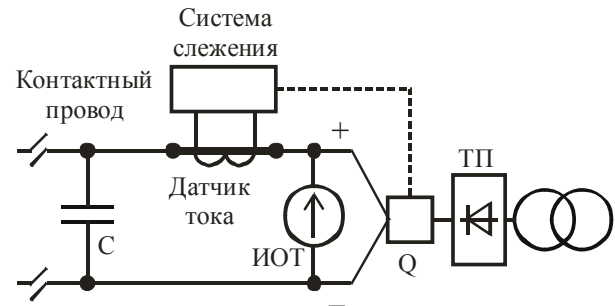 Система
слежения
Контактный
провод
+
ТП
Датчик
тока
С
ИОТ
Q